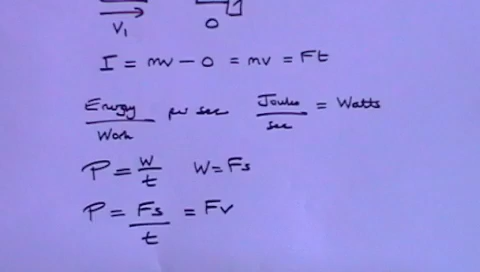 V₁ 0
I = mv - 0 = mv = Ft
Energy/Work per sec Joules/sec = Watts
P = W/t W = Fs
P = Fs/t = Fv